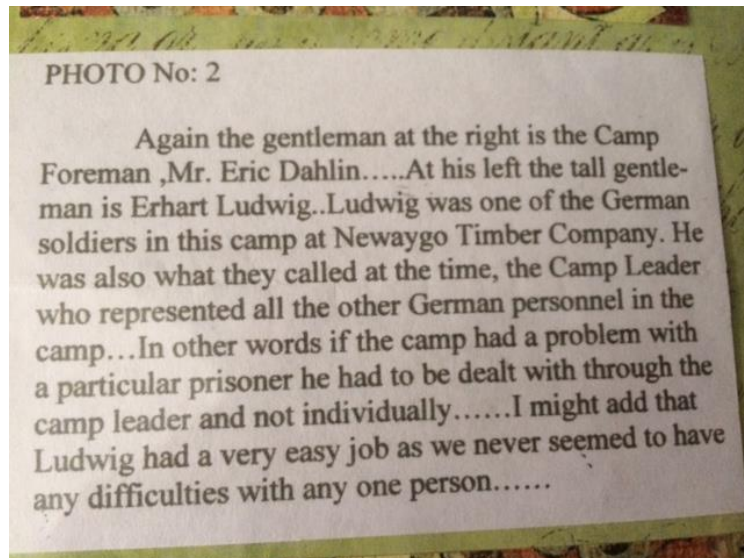 PHOTO No: 2
Again the gentleman at the right is the Camp
Foreman ,Mr. Eric Dahlin.....At his left the tall gentle-
man is Erhart Ludwig..Ludwig was one of the German
soldiers in this camp at Newaygo Timber Company. He
was also what they called at the time, the Camp Leader
who represented all the other German personnel in the
camp...In other words if the camp had a problem with
a particular prisoner he had to be dealt with through the
camp leader and not individually......I might add that
Ludwig had a very easy job as we never seemed to have
any difficulties with any one person......